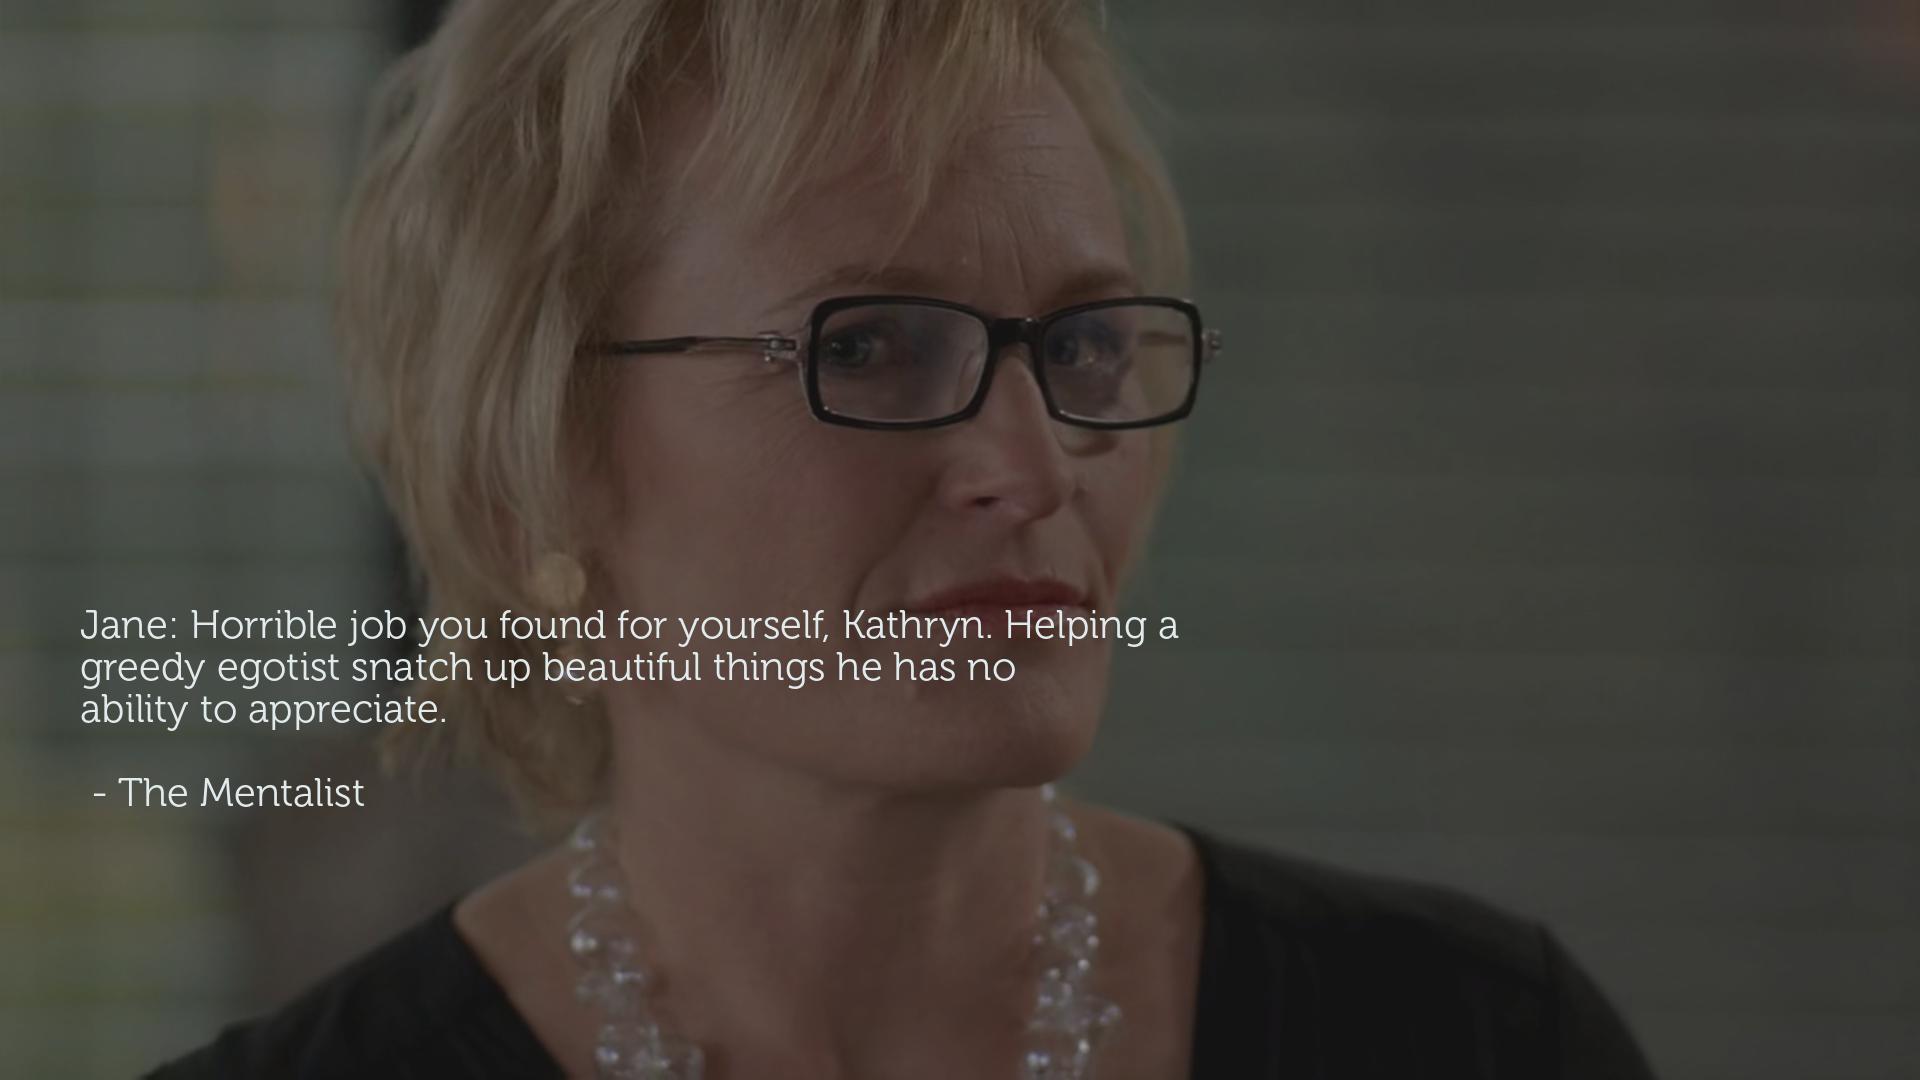 Jane: Horrible job you found for yourself, Kathryn. Helping a
greedy egotist snatch up beautiful things he has no
ability to appreciate.
- The Mentalist